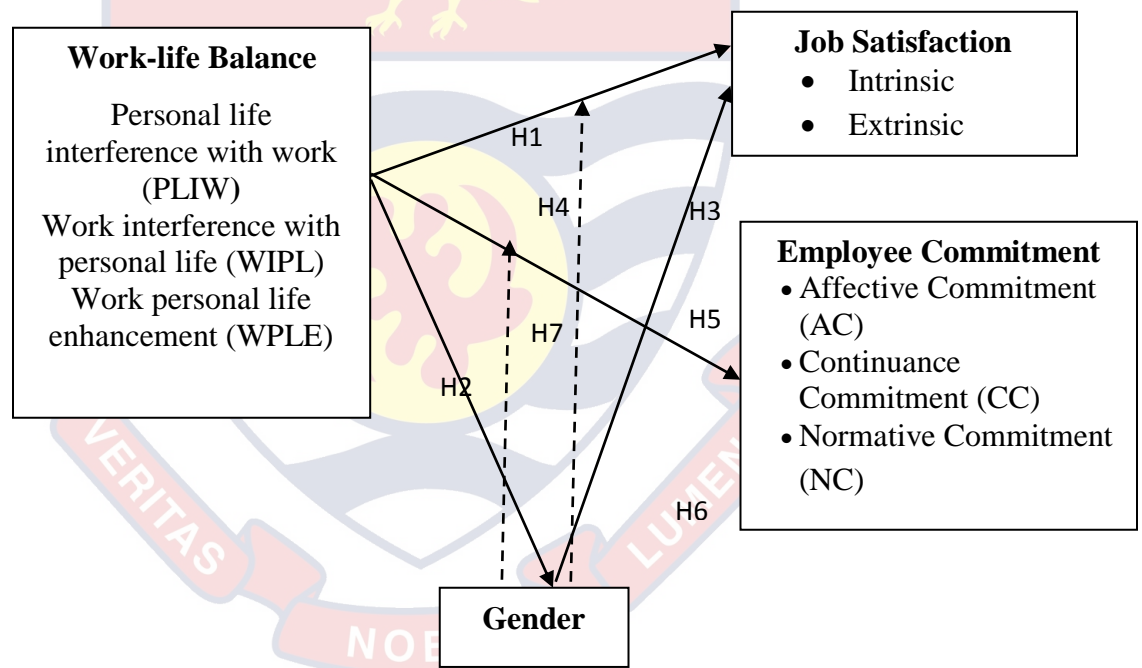 Work-life Balance
Personal life
interference with work
(PLIW)
Work interference with
personal life (WIPL)
Work personal life
enhancement (WPLE)
Job Satisfaction
• Intrinsic
• Extrinsic
Employee Commitment
• Affective Commitment
(AC)
• Continuance
Commitment (CC)
• Normative Commitment
(NC)
H1
H4
H3
H7
H5
H2
H6
Gender
VERITAS
NOB
LUMEN